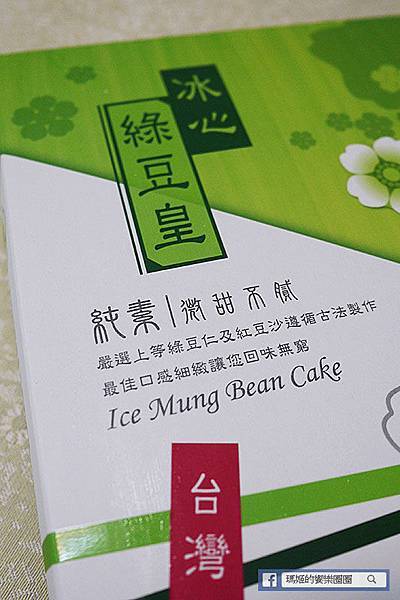 冰心
綠豆皇
純素|微甜不膩
嚴選上等綠豆仁及紅豆沙遵循古法製作
最佳口感細緻讓您回味無窮
Ice Mung Bean Cake
台灣
瑪姬的饗樂圈圈